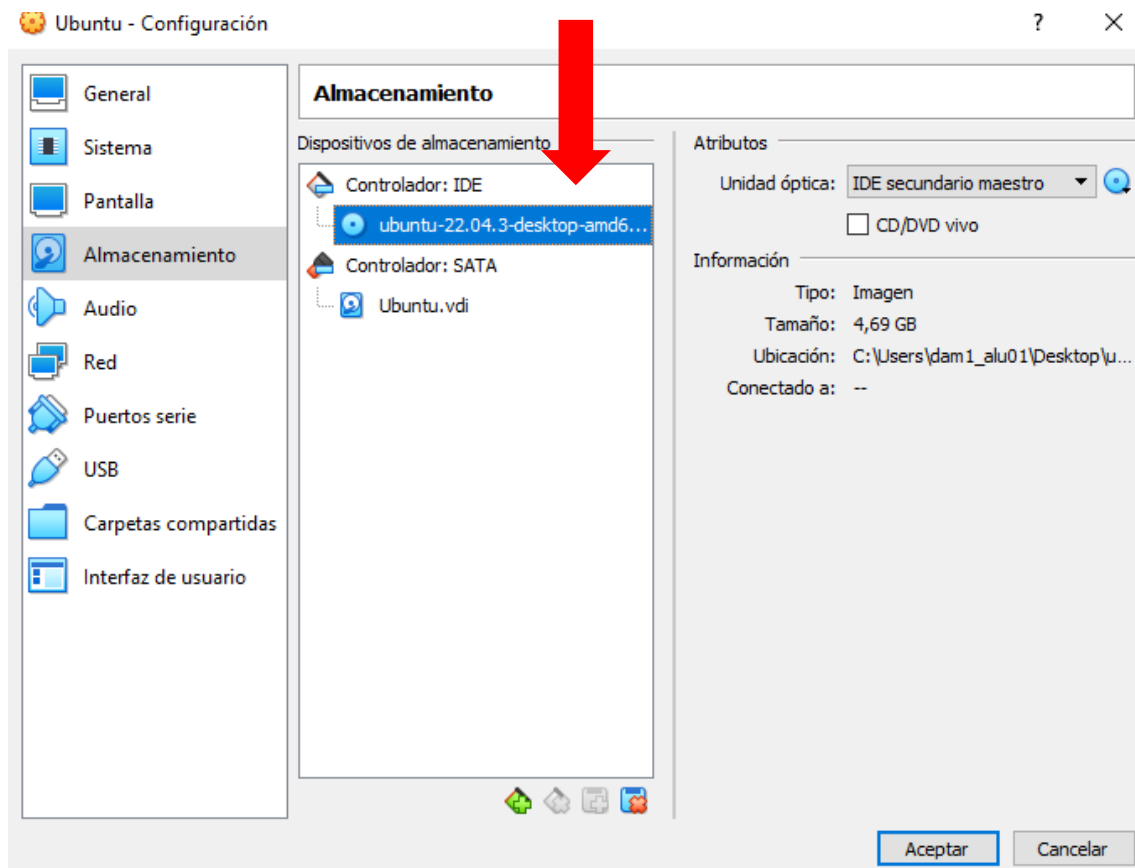 Ubuntu - Configuración
?
General
Sistema
Pantalla
Almacenamiento
Audio
Red
Puertos serie
USB
Carpetas compartidas
Interfaz de usuario
Almacenamiento
Dispositivos de almacenamiento
Controlador: IDE
ubuntu-22.04.3-desktop-amd6...
Controlador: SATA
Ubuntu.vdi
Atributos
Unidad óptica: IDE secundario maestro
CD/DVD vivo
Información
Tipo: Imagen
Tamaño: 4,69 GB
Ubicación: C:\Users\dam1_alu01\Desktop\u...
Conectado a: --
Aceptar
Cancelar